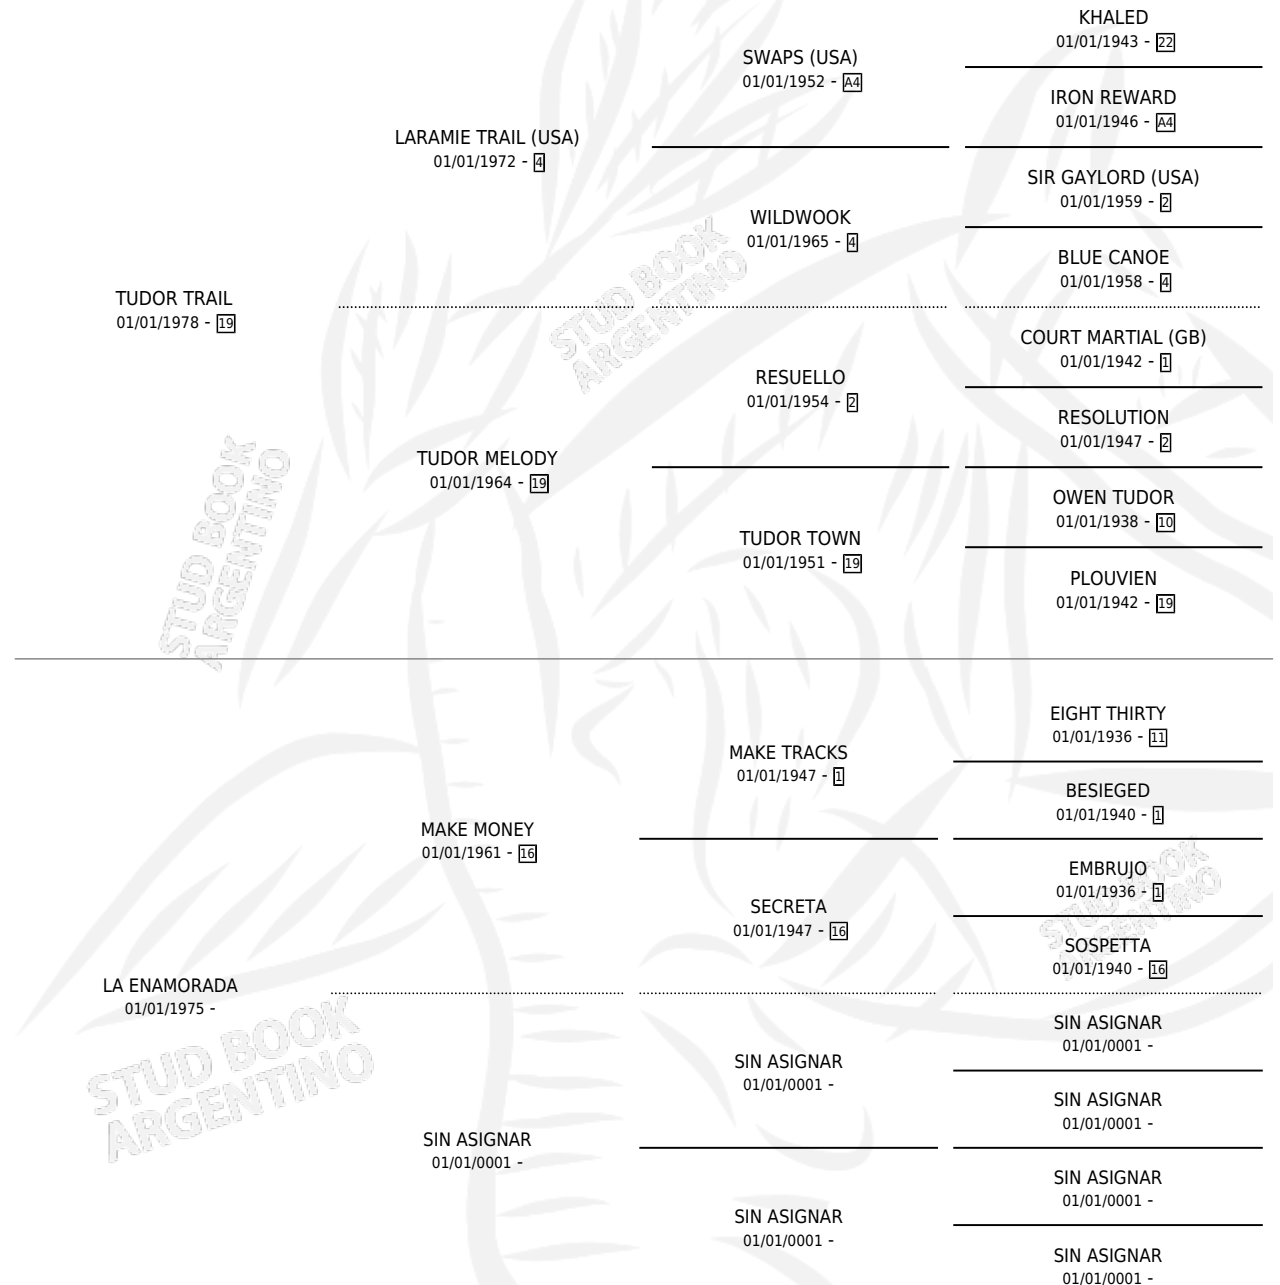 KHALED
01/01/1943 - 22
SWAPS (USA)
01/01/1952 - A4
IRON REWARD
01/01/1946 - A4
LARAMIE TRAIL (USA)
01/01/1972 - 4
SIR GAYLORD (USA)
01/01/1959 - 2
WILDWOOK
01/01/1965 - 4
BLUE CANOE
01/01/1958 - 4
TUDOR TRAIL
01/01/1978 - 19
COURT MARTIAL (GB)
01/01/1942 - 1
RESUELLO
01/01/1954 - 2
RESOLUTION
01/01/1947 - 2
TUDOR MELODY
01/01/1964 - 19
OWEN TUDOR
01/01/1938 - 10
TUDOR TOWN
01/01/1951 - 19
PLOUVIEN
01/01/1942 - 19
EIGHT THIRTY
01/01/1936 - 11
MAKE TRACKS
01/01/1947 - 1
BESIEGED
01/01/1940 - 1
MAKE MONEY
01/01/1961 - 16
EMBRUJO
01/01/1936 - 1
SECRETA
01/01/1947 - 16
SOSPETTA
01/01/1940 - 16
LA ENAMORADA
01/01/1975 -
SIN ASIGNAR
01/01/0001 -
SIN ASIGNAR
01/01/0001 -
SIN ASIGNAR
01/01/0001 -
SIN ASIGNAR
01/01/0001 -
SIN ASIGNAR
01/01/0001 -
SIN ASIGNAR
01/01/0001 -
SIN ASIGNAR
01/01/0001 -
STUD BOOK
ARGENTINO
STUD BOOK
ARGENTINO
STUD BOOK
ARGENTINO
STUD BOOK
ARGENTINO